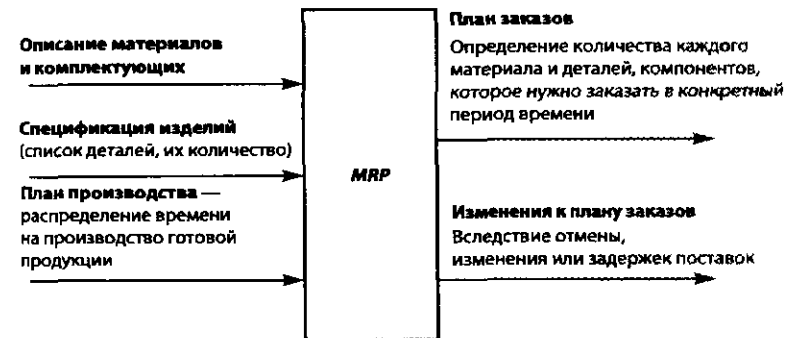 Описание материалов
и комплектующих
Спецификация изделий
(список деталей, их количество)
План производства —
распределение времени
на производство готовой
продукции
MRP
План заказов
Определение количества каждого
материала и деталей, компонентов,
которое нужно заказать в конкретный
период времени
Изменения к плану заказов
Вследствие отмены,
изменения или задержек поставок